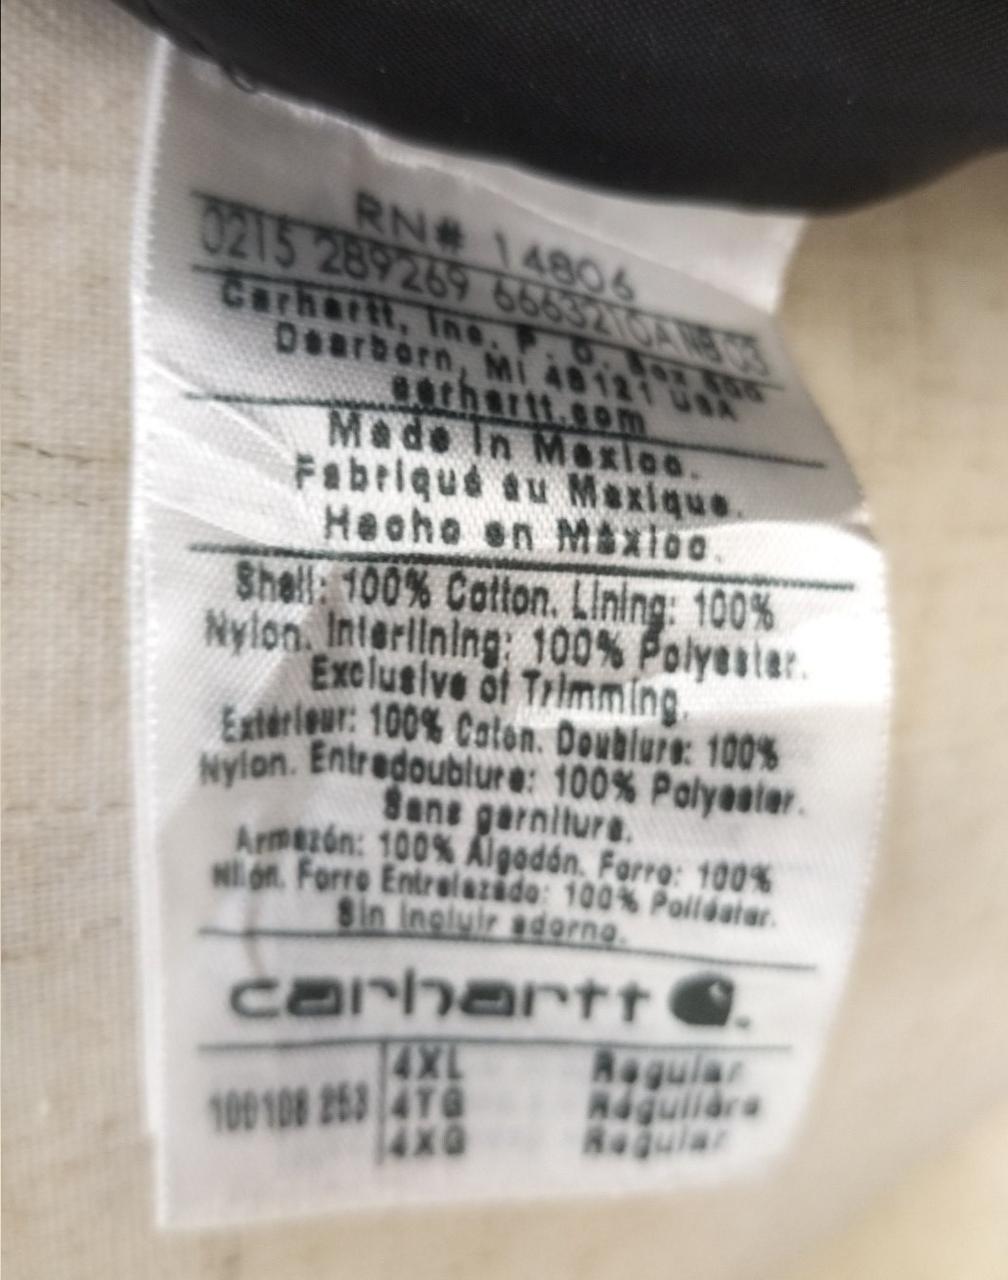 RN# 14806
0215 289269 6663210A NB 03
Carhartt, Inc. P. O. Box 600
Dearborn, MI 48121 USA
carhartt.com
Made in Mexico.
Fabriqué au Mexique.
Hecho en México.
Shell: 100% Cotton. Lining: 100%
Nylon. Interlining: 100% Polyester.
Exclusive of Trimming.
Extérieur: 100% Coton. Doublure: 100%
Nylon. Entredoublure: 100% Polyester.
Sans garniture.
Armazón: 100% Algodón. Forro: 100%
Nilón. Forro Entrelazado: 100% Poliéster.
Sin incluir adorno.
carhartt
4XL Regular
100108 253 4TG Régulière
4XG Regular